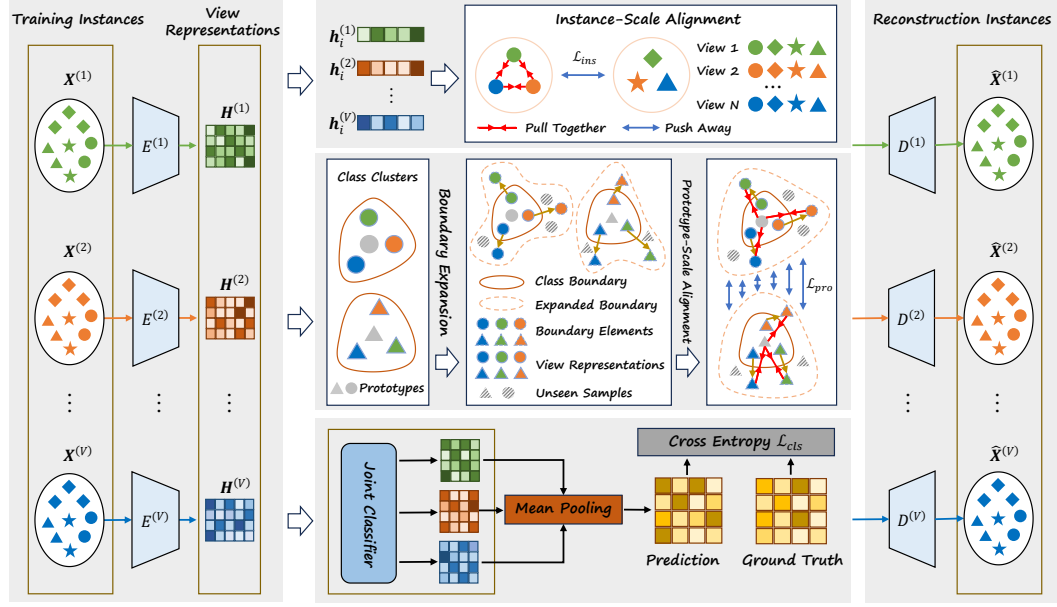 Training Instances
View
Representations
X^(1)
E^(1)
H^(1)
X^(2)
E^(2)
H^(2)
...
...
X^(V)
E^(V)
H^(V)
h_i^(1)
h_i^(2)
⋮
h_i^(V)
Instance-Scale Alignment
ℒ_ins
View 1
View 2
...
View N
Pull Together
Push Away
Class Clusters
Prototypes
Boundary Expansion
Class Boundary
Expanded Boundary
Boundary Elements
View Representations
Unseen Samples
Prototype-Scale Alignment
ℒ_pro
Joint Classifier
Mean Pooling
Cross Entropy ℒ_cls
Prediction
Ground Truth
Reconstruction Instances
D^(1)
X̂^(1)
D^(2)
X̂^(2)
...
...
D^(V)
X̂^(V)